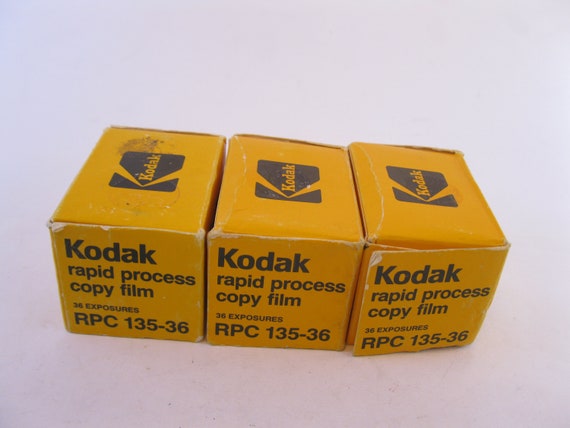 Kodak
Kodak
Kodak
Kodak
rapid process
copy film
36 EXPOSURES
RPC 135-36
Kodak
rapid process
copy film
36 EXPOSURES
RPC 135-36
Kodak
rapid process
copy film
36 EXPOSURES
RPC 135-36